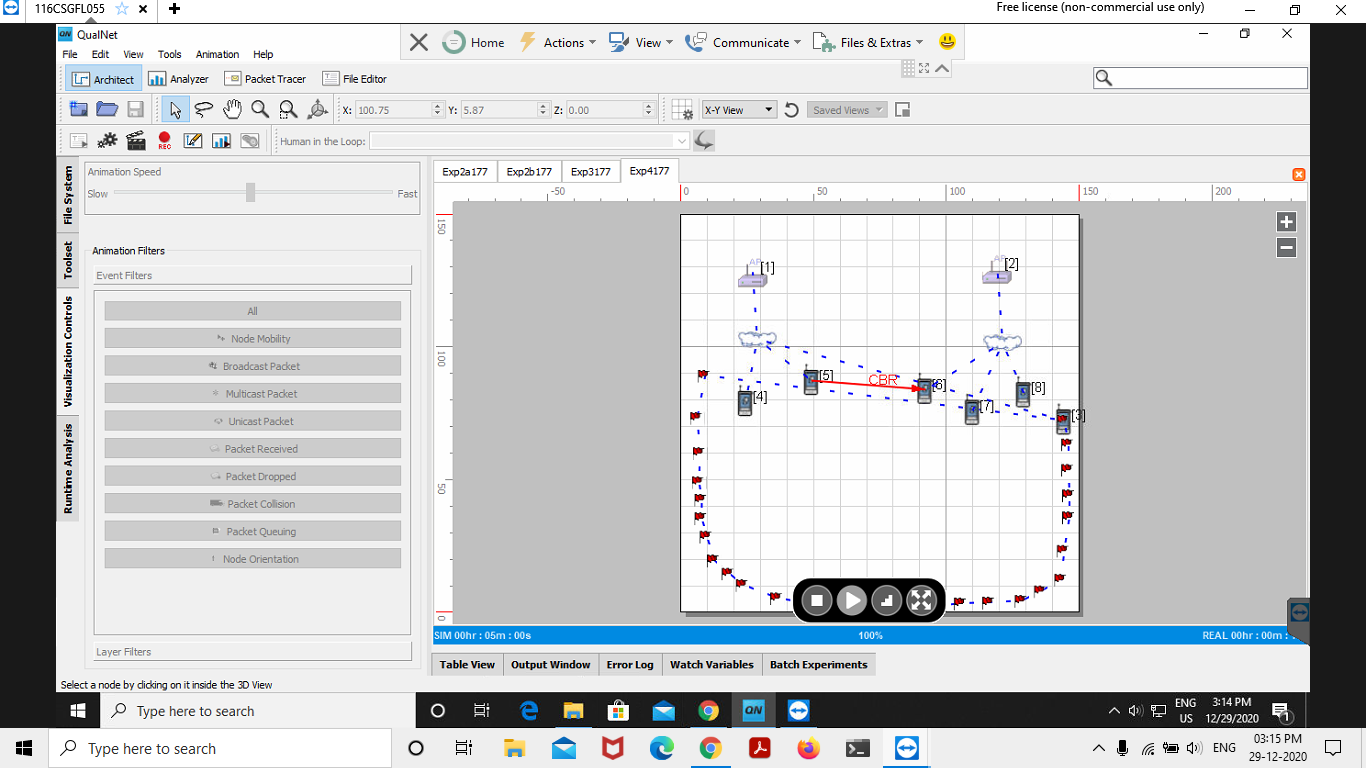 116CSGFL055
Free license (non-commercial use only)
QN QualNet
File Edit View Tools Animation Help
Home Actions View Communicate Files & Extras
Architect Analyzer Packet Tracer File Editor
X: 100.75 Y: 5.87 Z: 0.00 X-Y View Saved Views
REC Human in the Loop:
File System
Toolset
Visualization Controls
Runtime Analysis
Animation Speed
Slow Fast
Animation Filters
Event Filters
All
Node Mobility
Broadcast Packet
Multicast Packet
Unicast Packet
Packet Received
Packet Dropped
Packet Collision
Packet Queuing
Node Orientation
Layer Filters
Exp2a177 Exp2b177 Exp3177 Exp4177
-50 0 50 100 150 200
150
100
50
0
AP [1]
AP [2]
[5] CBR [6] [8]
[4] [7] [3]
SIM 00hr : 05m : 00s 100% REAL 00hr : 00m :
Table View Output Window Error Log Watch Variables Batch Experiments
Select a node by clicking on it inside the 3D View
Type here to search QN ENG US 3:14 PM 12/29/2020 1
Type here to search ENG 03:15 PM 29-12-2020